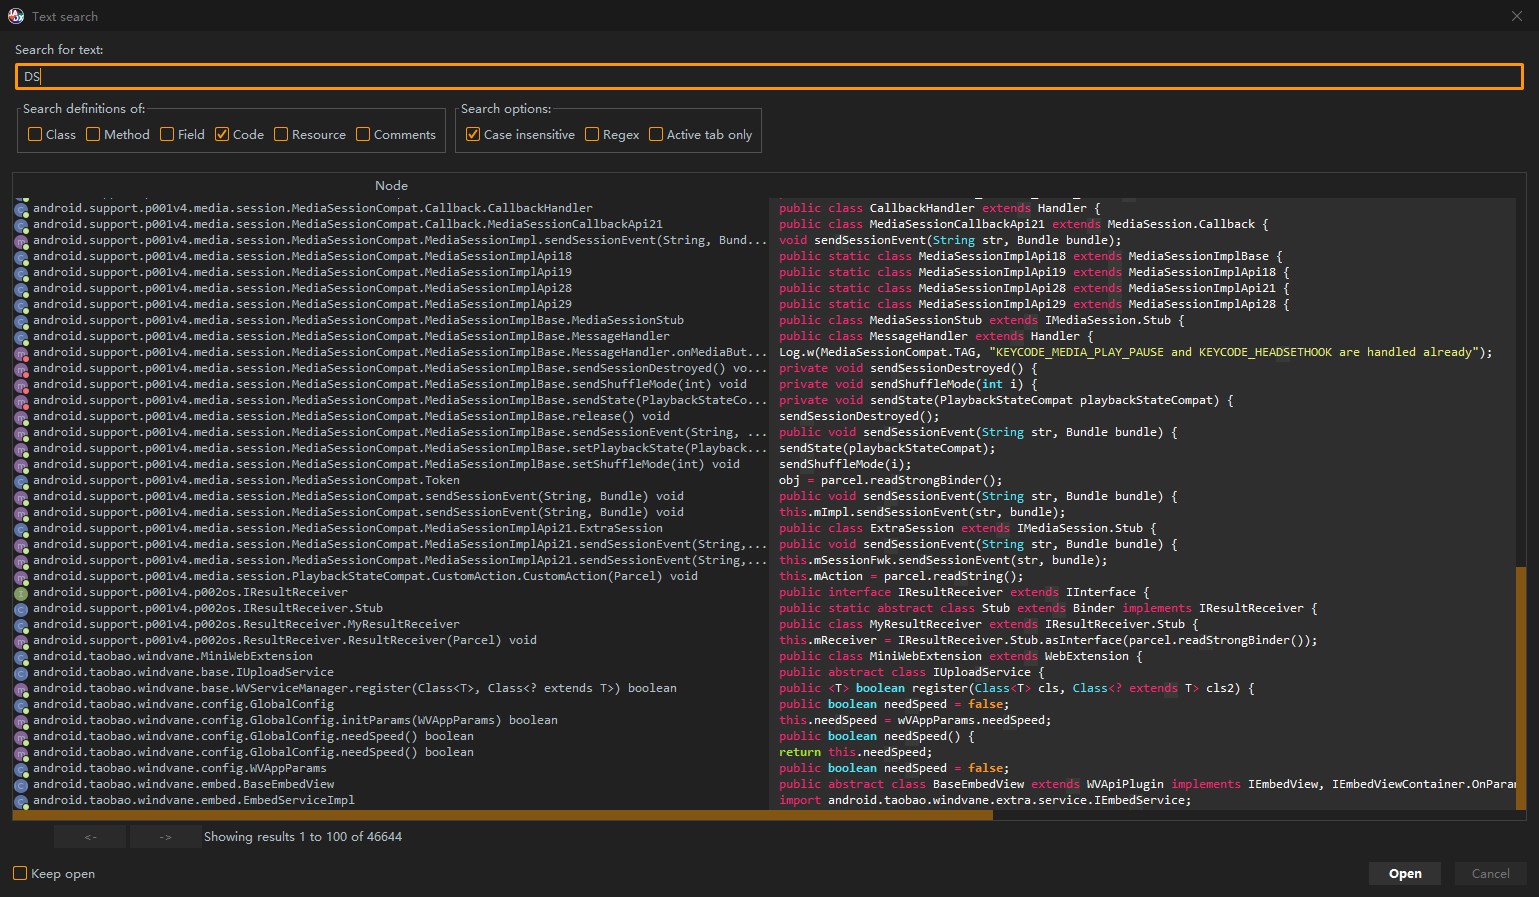 Text search
Search for text:
DS
Search definitions of:
Class Method Field Code Resource Comments
Search options:
Case insensitive Regex Active tab only
Node
android.support.p001v4.media.session.MediaSessionCompat.Callback.CallbackHandler public class CallbackHandler extends Handler {
android.support.p001v4.media.session.MediaSessionCompat.Callback.MediaSessionCallbackApi21 public class MediaSessionCallbackApi21 extends MediaSession.Callback {
android.support.p001v4.media.session.MediaSessionCompat.MediaSessionImpl.sendSessionEvent(String, Bund... void sendSessionEvent(String str, Bundle bundle);
android.support.p001v4.media.session.MediaSessionCompat.MediaSessionImplApi18 public static class MediaSessionImplApi18 extends MediaSessionImplBase {
android.support.p001v4.media.session.MediaSessionCompat.MediaSessionImplApi19 public static class MediaSessionImplApi19 extends MediaSessionImplApi18 {
android.support.p001v4.media.session.MediaSessionCompat.MediaSessionImplApi28 public static class MediaSessionImplApi28 extends MediaSessionImplApi21 {
android.support.p001v4.media.session.MediaSessionCompat.MediaSessionImplApi29 public static class MediaSessionImplApi29 extends MediaSessionImplApi28 {
android.support.p001v4.media.session.MediaSessionCompat.MediaSessionImplBase.MediaSessionStub public class MediaSessionStub extends IMediaSession.Stub {
android.support.p001v4.media.session.MediaSessionCompat.MediaSessionImplBase.MessageHandler public class MessageHandler extends Handler {
android.support.p001v4.media.session.MediaSessionCompat.MediaSessionImplBase.MessageHandler.onMediaBut... Log.w(MediaSessionCompat.TAG, "KEYCODE_MEDIA_PLAY_PAUSE and KEYCODE_HEADSETHOOK are handled already");
android.support.p001v4.media.session.MediaSessionCompat.MediaSessionImplBase.sendSessionDestroyed() vo... private void sendSessionDestroyed() {
android.support.p001v4.media.session.MediaSessionCompat.MediaSessionImplBase.sendShuffleMode(int) void private void sendShuffleMode(int i) {
android.support.p001v4.media.session.MediaSessionCompat.MediaSessionImplBase.sendState(PlaybackStateCo... private void sendState(PlaybackStateCompat playbackStateCompat) {
android.support.p001v4.media.session.MediaSessionCompat.MediaSessionImplBase.release() void sendSessionDestroyed();
android.support.p001v4.media.session.MediaSessionCompat.MediaSessionImplBase.sendSessionEvent(String, ... public void sendSessionEvent(String str, Bundle bundle) {
android.support.p001v4.media.session.MediaSessionCompat.MediaSessionImplBase.setPlaybackState(Playback... sendState(playbackStateCompat);
android.support.p001v4.media.session.MediaSessionCompat.MediaSessionImplBase.setShuffleMode(int) void sendShuffleMode(i);
android.support.p001v4.media.session.MediaSessionCompat.Token obj = parcel.readStrongBinder();
android.support.p001v4.media.session.MediaSessionCompat.sendSessionEvent(String, Bundle) void public void sendSessionEvent(String str, Bundle bundle) {
android.support.p001v4.media.session.MediaSessionCompat.sendSessionEvent(String, Bundle) void this.mImpl.sendSessionEvent(str, bundle);
android.support.p001v4.media.session.MediaSessionCompat.MediaSessionImplApi21.ExtraSession public class ExtraSession extends IMediaSession.Stub {
android.support.p001v4.media.session.MediaSessionCompat.MediaSessionImplApi21.sendSessionEvent(String,... public void sendSessionEvent(String str, Bundle bundle) {
android.support.p001v4.media.session.MediaSessionCompat.MediaSessionImplApi21.sendSessionEvent(String,... this.mSessionFwk.sendSessionEvent(str, bundle);
android.support.p001v4.media.session.PlaybackStateCompat.CustomAction.CustomAction(Parcel) void this.mAction = parcel.readString();
android.support.p001v4.p002os.IResultReceiver public interface IResultReceiver extends IInterface {
android.support.p001v4.p002os.IResultReceiver.Stub public static abstract class Stub extends Binder implements IResultReceiver {
android.support.p001v4.p002os.ResultReceiver.MyResultReceiver public class MyResultReceiver extends IResultReceiver.Stub {
android.support.p001v4.p002os.ResultReceiver.ResultReceiver(Parcel) void this.mReceiver = IResultReceiver.Stub.asInterface(parcel.readStrongBinder());
android.taobao.windvane.MiniWebExtension public class MiniWebExtension extends WebExtension {
android.taobao.windvane.base.IUploadService public abstract class IUploadService {
android.taobao.windvane.base.WVServiceManager.register(Class<T>, Class<? extends T>) boolean public <T> boolean register(Class<T> cls, Class<? extends T> cls2) {
android.taobao.windvane.config.GlobalConfig public boolean needSpeed = false;
android.taobao.windvane.config.GlobalConfig.initParams(WVAppParams) boolean this.needSpeed = wVAppParams.needSpeed;
android.taobao.windvane.config.GlobalConfig.needSpeed() boolean public boolean needSpeed() {
android.taobao.windvane.config.GlobalConfig.needSpeed() boolean return this.needSpeed;
android.taobao.windvane.config.WVAppParams public boolean needSpeed = false;
android.taobao.windvane.embed.BaseEmbedView public abstract class BaseEmbedView extends WVApiPlugin implements IEmbedView, IEmbedViewContainer.OnParam
android.taobao.windvane.embed.EmbedServiceImpl import android.taobao.windvane.extra.service.IEmbedService;
<- -> Showing results 1 to 100 of 46644
Keep open Open Cancel